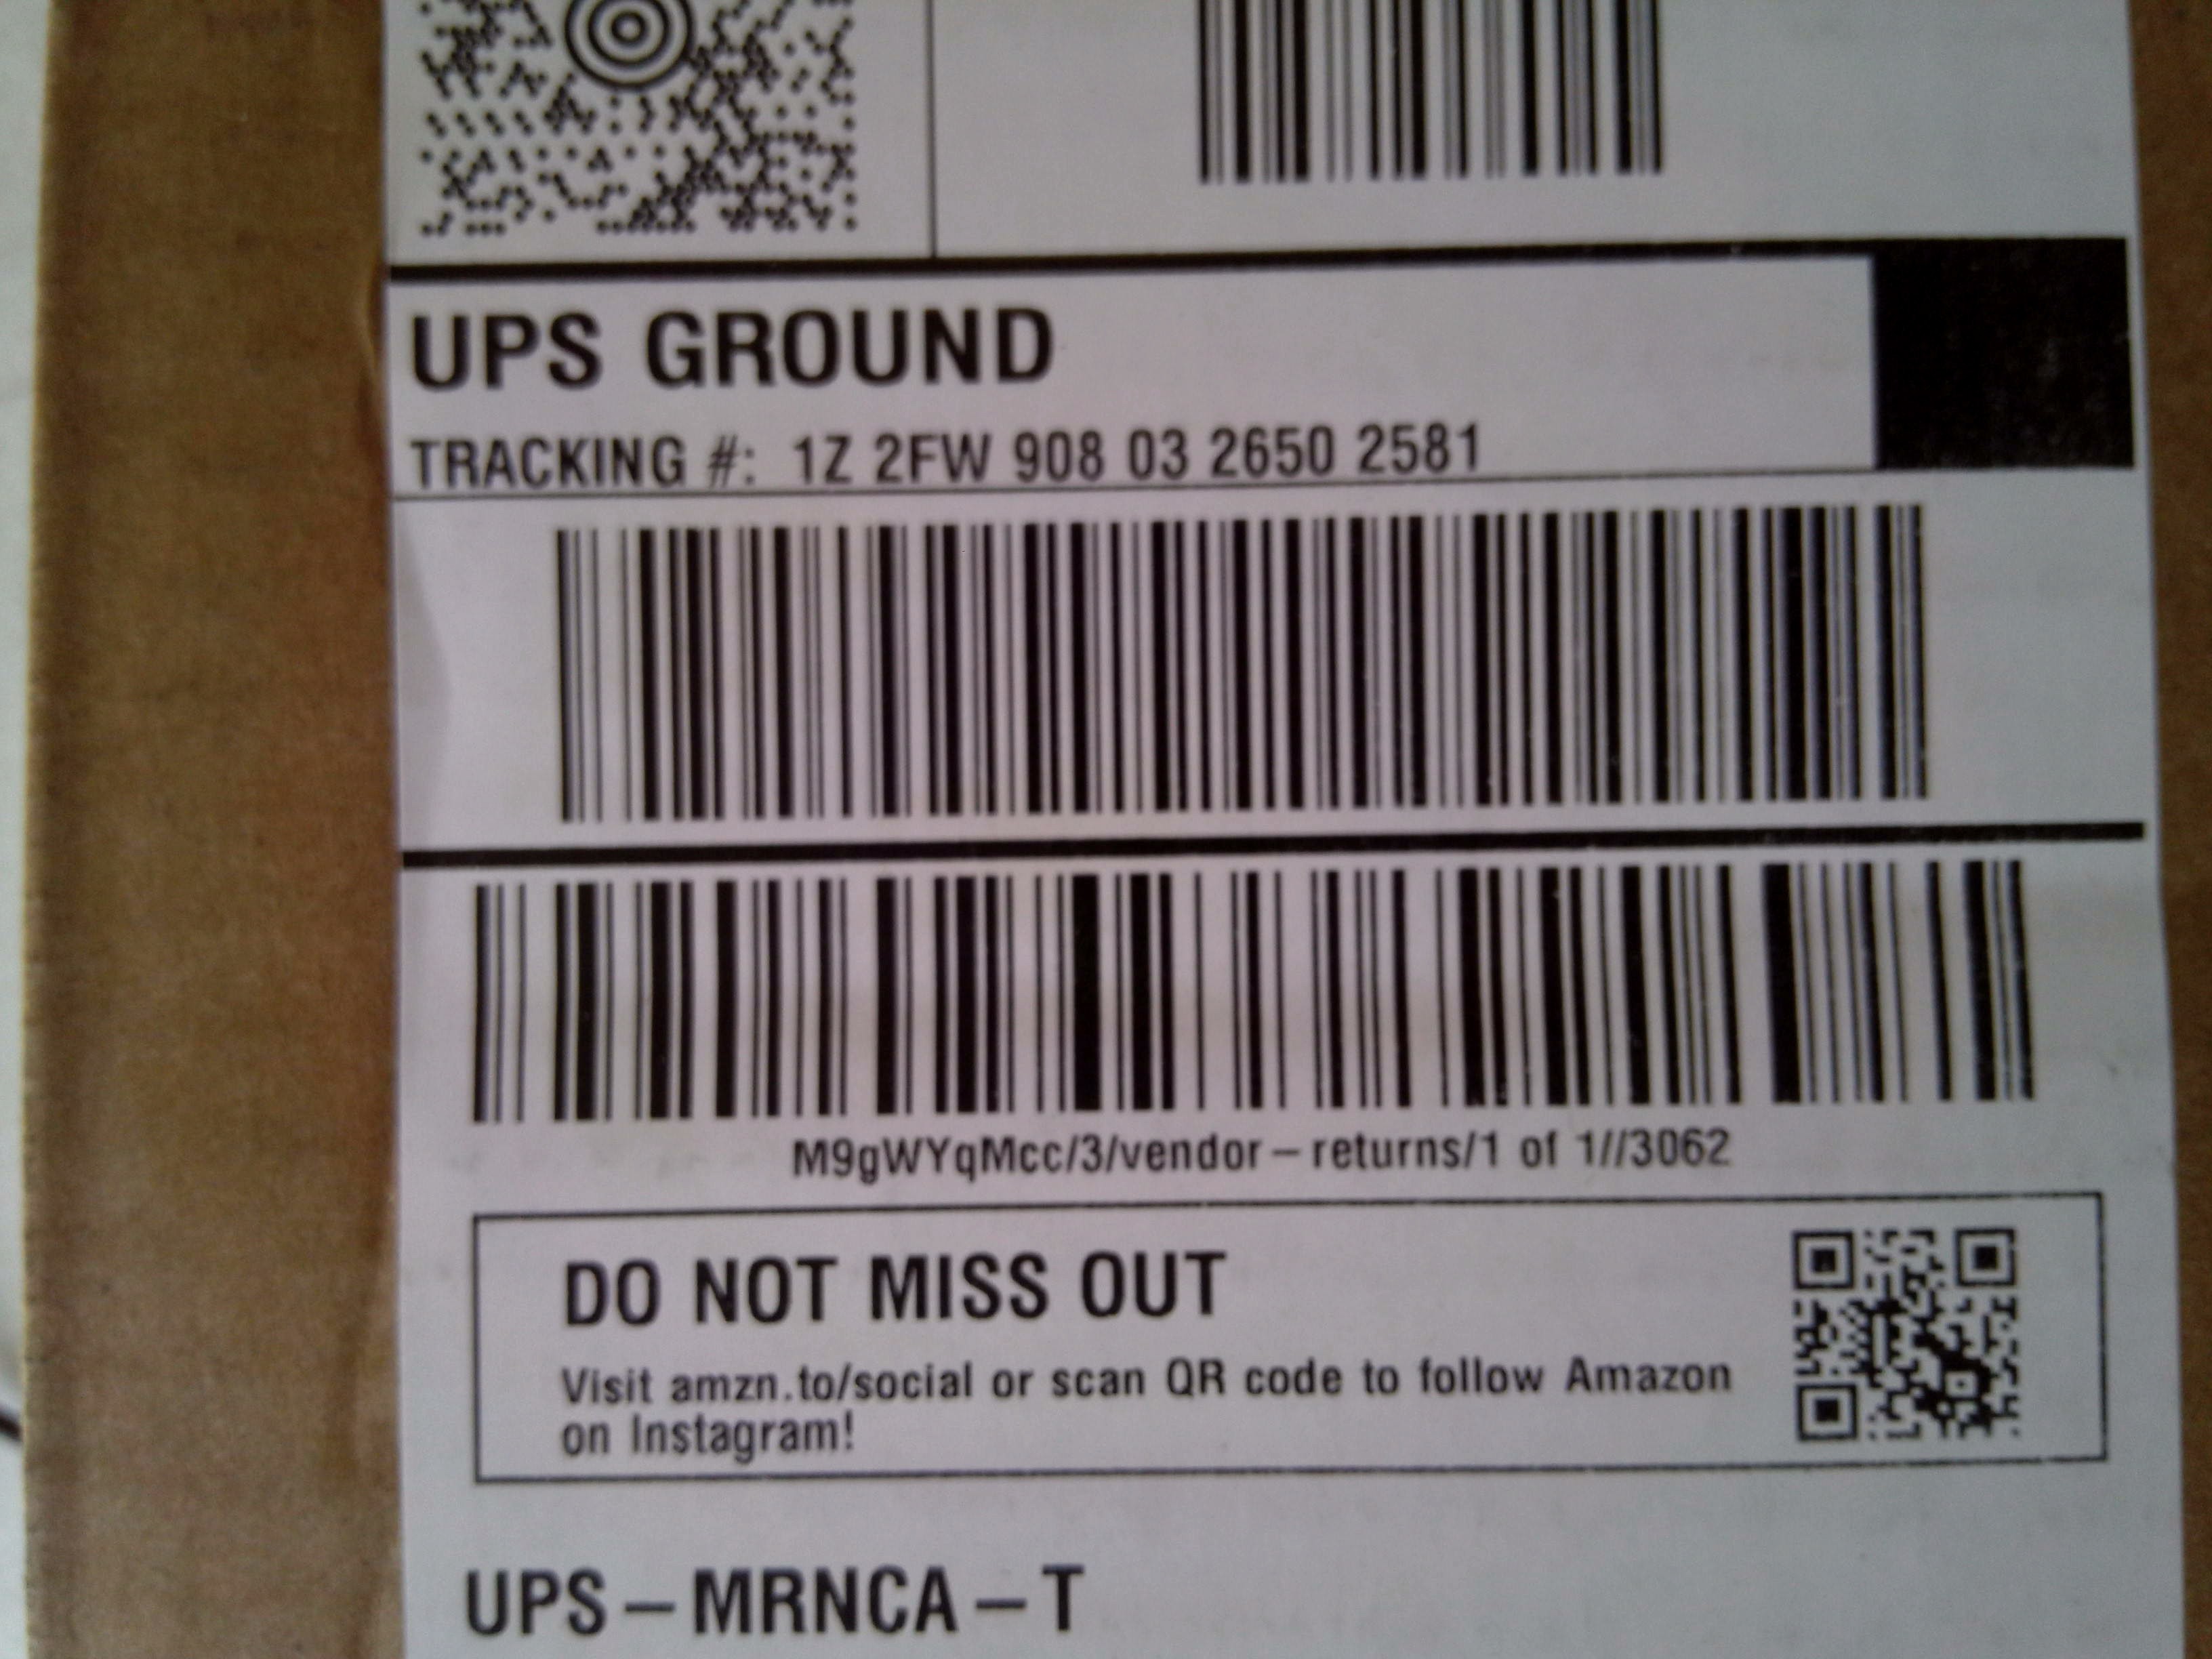 UPS GROUND
TRACKING #: 1Z 2FW 908 03 2650 2581
M9gWYqMcc/3/vendor-returns/1 of 1//3062
DO NOT MISS OUT
Visit amzn.to/social or scan QR code to follow Amazon
on Instagram!
UPS-MRNCA-T